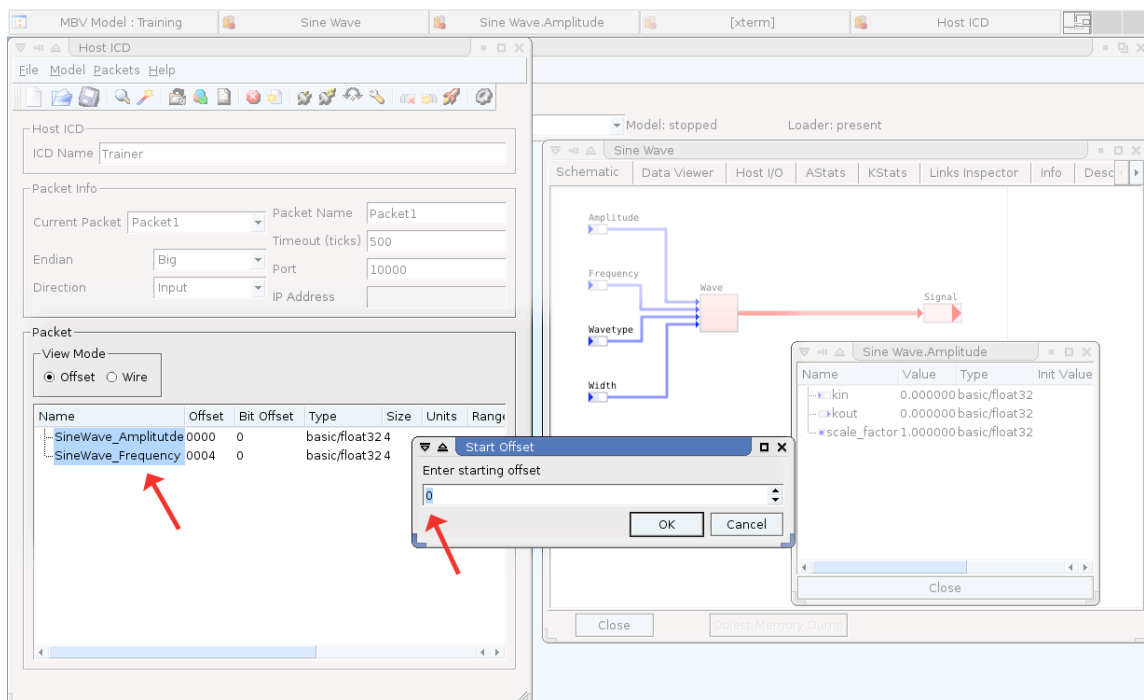 MBV Model : Training Sine Wave Sine Wave.Amplitude [xterm] Host ICD
Host ICD
File Model Packets Help
Host ICD
ICD Name Trainer
Packet Info
Current Packet Packet1
Packet Name Packet1
Timeout (ticks) 500
Endian Big
Port 10000
Direction Input
IP Address
Packet
View Mode
Offset Wire
Name Offset Bit Offset Type Size Units Range
SineWave_Amplitutde 0000 0 basic/float32 4
SineWave_Frequency 0004 0 basic/float32 4
Model: stopped Loader: present
Sine Wave
Schematic Data Viewer Host I/O AStats KStats Links Inspector Info Desc
Amplitude
Frequency
Wave
Signal
Wavetype
Width
Sine Wave.Amplitude
Name Value Type Init Value
kin 0.000000 basic/float32
kout 0.000000 basic/float32
scale_factor 1.000000 basic/float32
Close
Close Object Memory Dump
Start Offset
Enter starting offset
0
OK Cancel